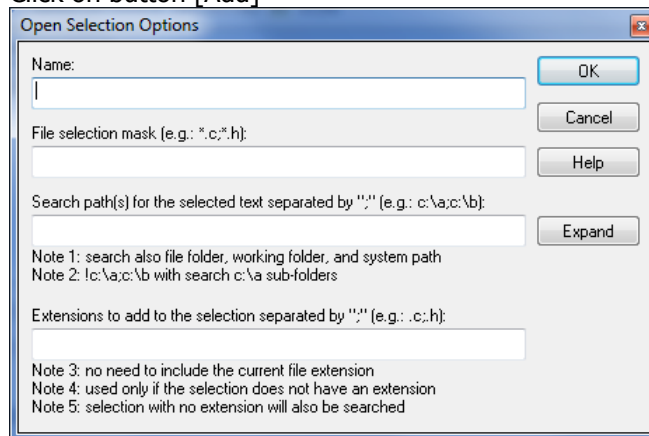 Click on button [Add]
Open Selection Options
Name:
OK
Cancel
File selection mask (e.g.: *.c;*.h):
Help
Search path(s) for the selected text separated by ";" (e.g.: c:\a;c:\b):
Expand
Note 1: search also file folder, working folder, and system path
Note 2: !c:\a;c:\b with search c:\a sub-folders
Extensions to add to the selection separated by ";" (e.g.: .c;.h):
Note 3: no need to include the current file extension
Note 4: used only if the selection does not have an extension
Note 5: selection with no extension will also be searched